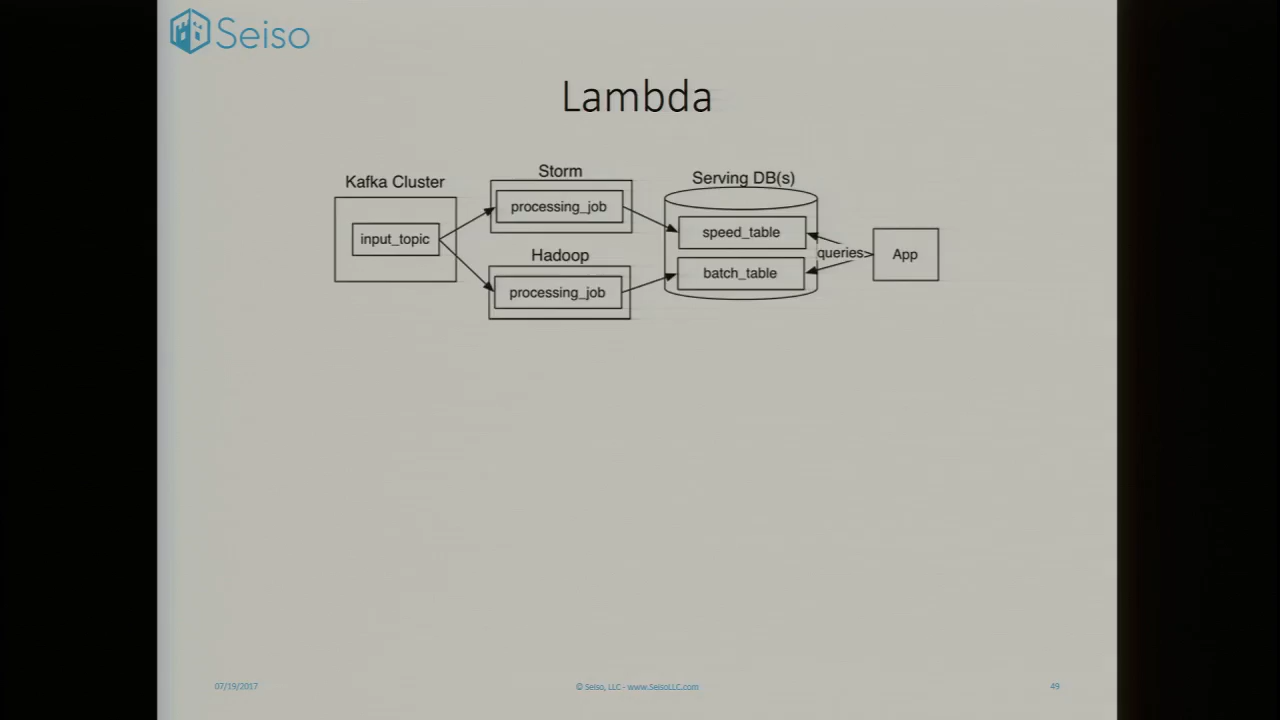 Seiso
Lambda
Kafka Cluster
input_topic
Storm
processing_job
Hadoop
processing_job
Serving DB(s)
speed_table
batch_table
queries
App
07/19/2017
© Seiso, LLC - www.SeisoLLC.com
49